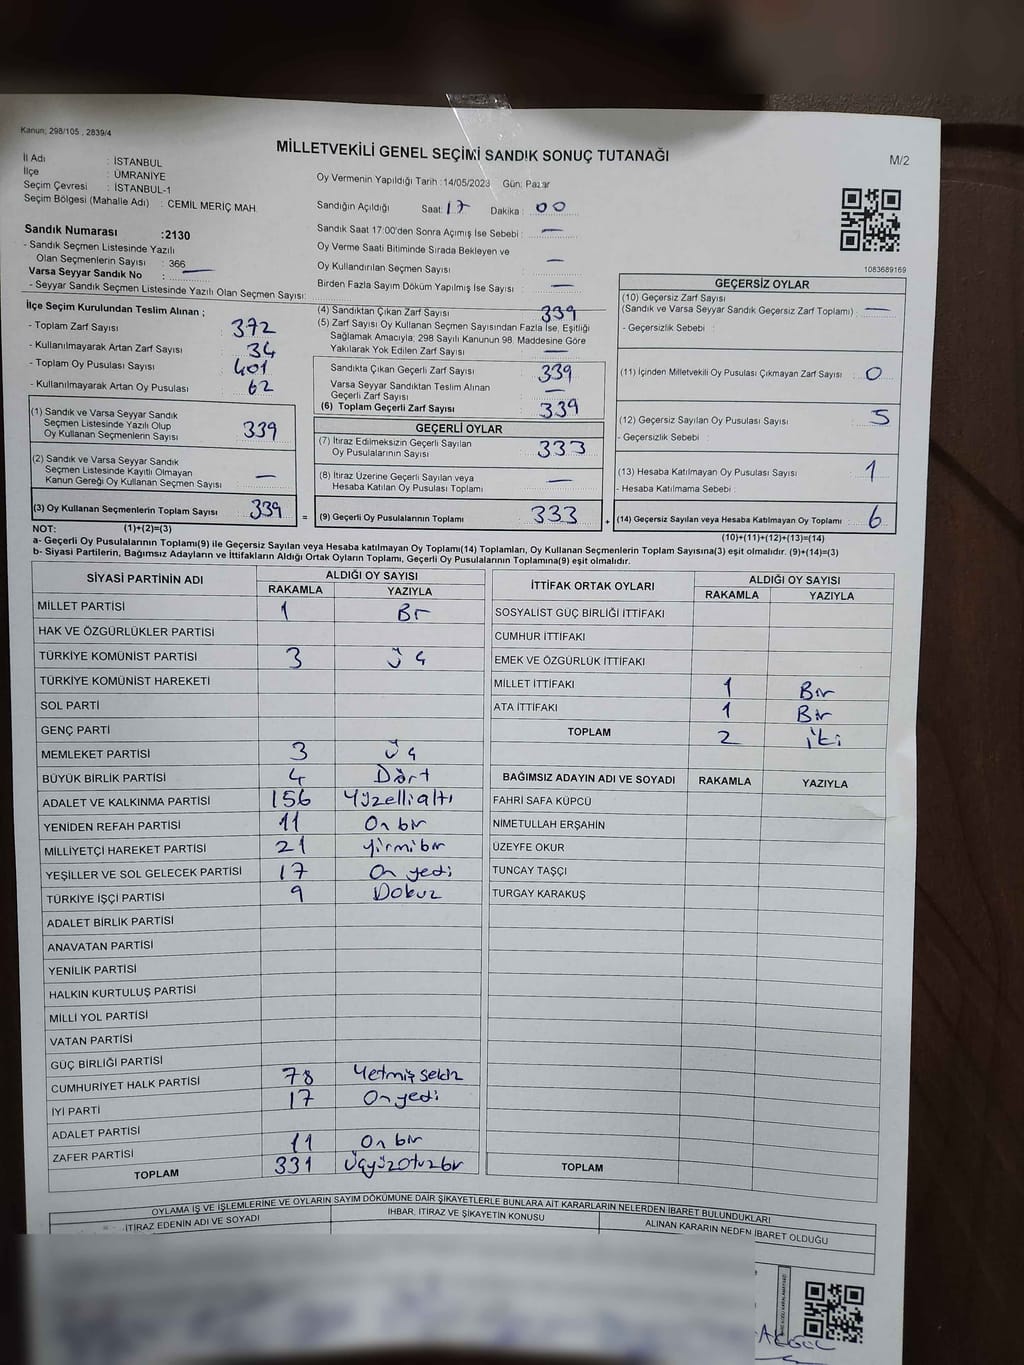 Kanun; 298/105 , 2839/4
MİLLETVEKİLİ GENEL SEÇİMİ SANDIK SONUÇ TUTANAĞI
M/2
İl Adı : İSTANBUL
İlçe : ÜMRANİYE
Seçim Çevresi : İSTANBUL-1
Seçim Bölgesi (Mahalle Adı) : CEMİL MERİÇ MAH.
Oy Vermenin Yapıldığı Tarih :14/05/2023 Gün: Pazar
Sandığın Açıldığı Saat: 17 Dakika : 00
Sandık Saat 17:00'den Sonra Açımış İse Sebebi : —
Oy Verme Saati Bitiminde Sırada Bekleyen ve
Oy Kullandırılan Seçmen Sayısı : —
Birden Fazla Sayım Döküm Yapılmış İse Sayısı : —
Sandık Numarası :2130
- Sandık Seçmen Listesinde Yazılı
Olan Seçmenlerin Sayısı : 366
Varsa Seyyar Sandık No : —
- Seyyar Sandık Seçmen Listesinde Yazılı Olan Seçmen Sayısı:
1083689169
İlçe Seçim Kurulundan Teslim Alınan ;
- Toplam Zarf Sayısı : 372
- Kullanılmayarak Artan Zarf Sayısı : 34
- Toplam Oy Pusulası Sayısı : 401
- Kullanılmayarak Artan Oy Pusulası : 62
(1) Sandık ve Varsa Seyyar Sandık
Seçmen Listesinde Yazılı Olup
Oy Kullanan Seçmenlerin Sayısı : 339
(2) Sandık ve Varsa Seyyar Sandık
Seçmen Listesinde Kayıtlı Olmayan
Kanun Gereği Oy Kullanan Seçmen Sayısı : —
(3) Oy Kullanan Seçmenlerin Toplam Sayısı : 339
(4) Sandıktan Çıkan Zarf Sayısı : 339
(5) Zarf Sayısı Oy Kullanan Seçmen Sayısından Fazla İse, Eşitliği
Sağlamak Amacıyla; 298 Sayılı Kanunun 98. Maddesine Göre
Yakılarak Yok Edilen Zarf Sayısı : —
Sandıkta Çıkan Geçerli Zarf Sayısı : 339
Varsa Seyyar Sandıktan Teslim Alınan
Geçerli Zarf Sayısı : —
(6) Toplam Geçerli Zarf Sayısı : 339
GEÇERLİ OYLAR
(7) İtiraz Edilmeksizin Geçerli Sayılan
Oy Pusulalarının Sayısı : 333
(8) İtiraz Üzerine Geçerli Sayılan veya
Hesaba Katılan Oy Pusulası Toplamı : —
= (9) Geçerli Oy Pusulalarının Toplamı : 333
GEÇERSİZ OYLAR
(10) Geçersiz Zarf Sayısı
(Sandık ve Varsa Seyyar Sandık Geçersiz Zarf Toplamı) : —
- Geçersizlik Sebebi :
(11) İçinden Milletvekili Oy Pusulası Çıkmayan Zarf Sayısı : 0
(12) Geçersiz Sayılan Oy Pusulası Sayısı : 5
- Geçersizlik Sebebi :
(13) Hesaba Katılmayan Oy Pusulası Sayısı : 1
- Hesaba Katılmama Sebebi :
+ (14) Geçersiz Sayılan veya Hesaba Katılmayan Oy Toplamı : 6
NOT: (1)+(2)=(3)
(10)+(11)+(12)+(13)=(14)
a- Geçerli Oy Pusulalarının Toplamı(9) ile Geçersiz Sayılan veya Hesaba katılmayan Oy Toplamı(14) Toplamları, Oy Kullanan Seçmenlerin Toplam Sayısına(3) eşit olmalıdır. (9)+(14)=(3)
b- Siyasi Partilerin, Bağımsız Adayların ve İttifakların Aldığı Ortak Oyların Toplamı, Geçerli Oy Pusulalarının Toplamına(9) eşit olmalıdır.
SİYASİ PARTİNİN ADI
ALDIĞI OY SAYISI
RAKAMLA YAZIYLA
MİLLET PARTİSİ 1 Br
HAK VE ÖZGÜRLÜKLER PARTİSİ
TÜRKİYE KOMÜNİST PARTİSİ 3 Üç
TÜRKİYE KOMÜNİST HAREKETİ
SOL PARTİ
GENÇ PARTİ
MEMLEKET PARTİSİ 3 Üç
BÜYÜK BİRLİK PARTİSİ 4 Dört
ADALET VE KALKINMA PARTİSİ 156 Yüzellialtı
YENİDEN REFAH PARTİSİ 11 On bir
MİLLİYETÇİ HAREKET PARTİSİ 21 Yirmibir
YEŞİLLER VE SOL GELECEK PARTİSİ 17 On yedi
TÜRKİYE İŞÇİ PARTİSİ 9 Dokuz
ADALET BİRLİK PARTİSİ
ANAVATAN PARTİSİ
YENİLİK PARTİSİ
HALKIN KURTULUŞ PARTİSİ
MİLLİ YOL PARTİSİ
VATAN PARTİSİ
GÜÇ BİRLİĞİ PARTİSİ
CUMHURİYET HALK PARTİSİ 78 Yetmiş sekiz
İYİ PARTİ 17 On yedi
ADALET PARTİSİ
ZAFER PARTİSİ 11 On bir
TOPLAM 331 Üçyüzotuzbir
İTTİFAK ORTAK OYLARI
ALDIĞI OY SAYISI
RAKAMLA YAZIYLA
SOSYALİST GÜÇ BİRLİĞİ İTTİFAKI
CUMHUR İTTİFAKI
EMEK VE ÖZGÜRLÜK İTTİFAKI
MİLLET İTTİFAKI 1 Bir
ATA İTTİFAKI 1 Bir
TOPLAM 2 iki
BAĞIMSIZ ADAYIN ADI VE SOYADI RAKAMLA YAZIYLA
FAHRİ SAFA KÜPCÜ
NİMETULLAH ERŞAHİN
ÜZEYFE OKUR
TUNCAY TAŞÇI
TURGAY KARAKUŞ
TOPLAM
OYLAMA İŞ VE İŞLEMLERİNE VE OYLARIN SAYIM DÖKÜMÜNE DAİR ŞİKAYETLERLE BUNLARA AİT KARARLARIN NELERDEN İBARET BULUNDUKLARI
İTİRAZ EDENİN ADI VE SOYADI
İHBAR, İTİRAZ VE ŞİKAYETİN KONUSU
ALINAN KARARIN NEDEN İBARET OLDUĞU